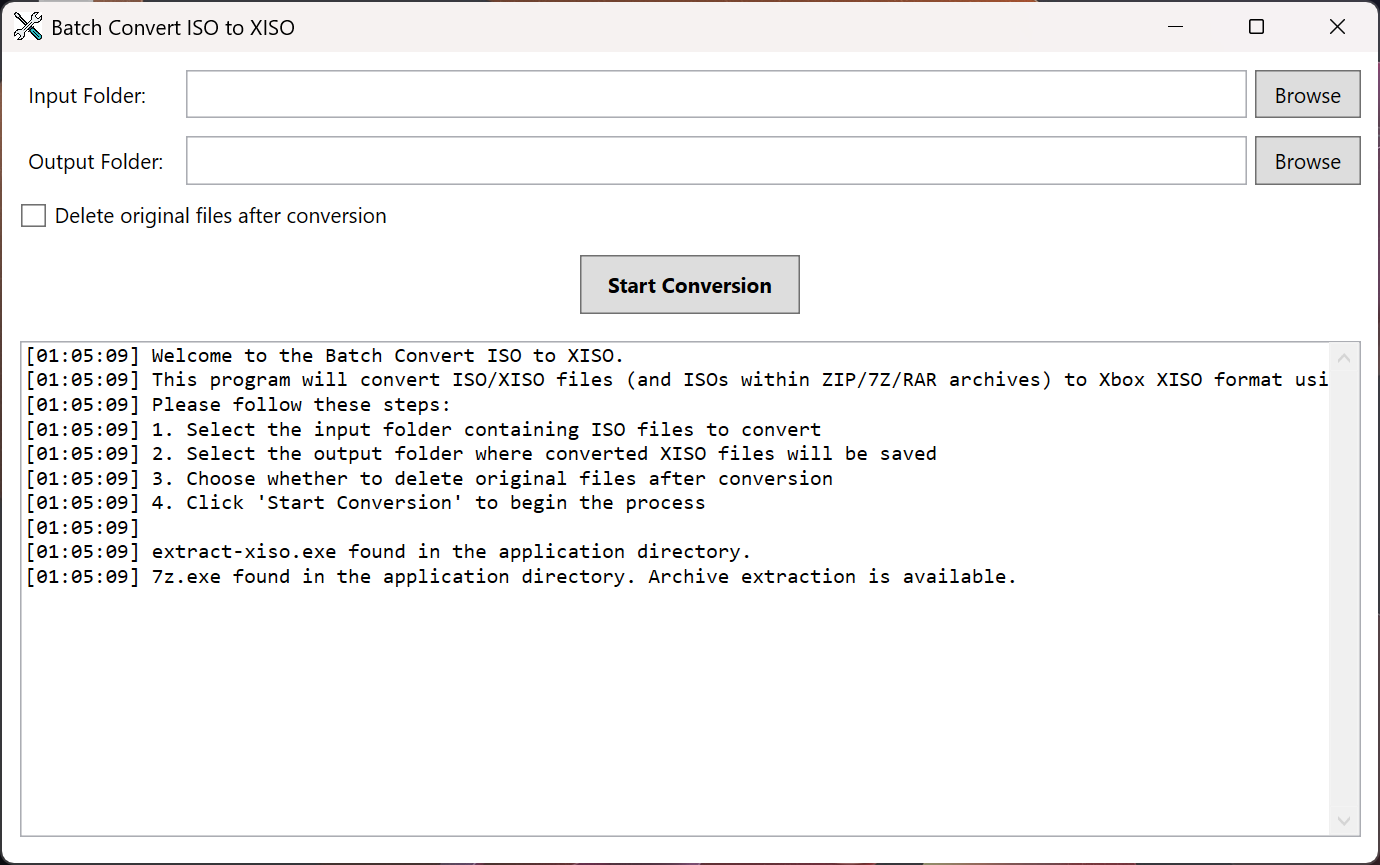 Batch Convert ISO to XISO
Input Folder:
Browse
Output Folder:
Browse
Delete original files after conversion
Start Conversion
[01:05:09] Welcome to the Batch Convert ISO to XISO.
[01:05:09] This program will convert ISO/XISO files (and ISOs within ZIP/7Z/RAR archives) to Xbox XISO format usi
[01:05:09] Please follow these steps:
[01:05:09] 1. Select the input folder containing ISO files to convert
[01:05:09] 2. Select the output folder where converted XISO files will be saved
[01:05:09] 3. Choose whether to delete original files after conversion
[01:05:09] 4. Click 'Start Conversion' to begin the process
[01:05:09]
[01:05:09] extract-xiso.exe found in the application directory.
[01:05:09] 7z.exe found in the application directory. Archive extraction is available.